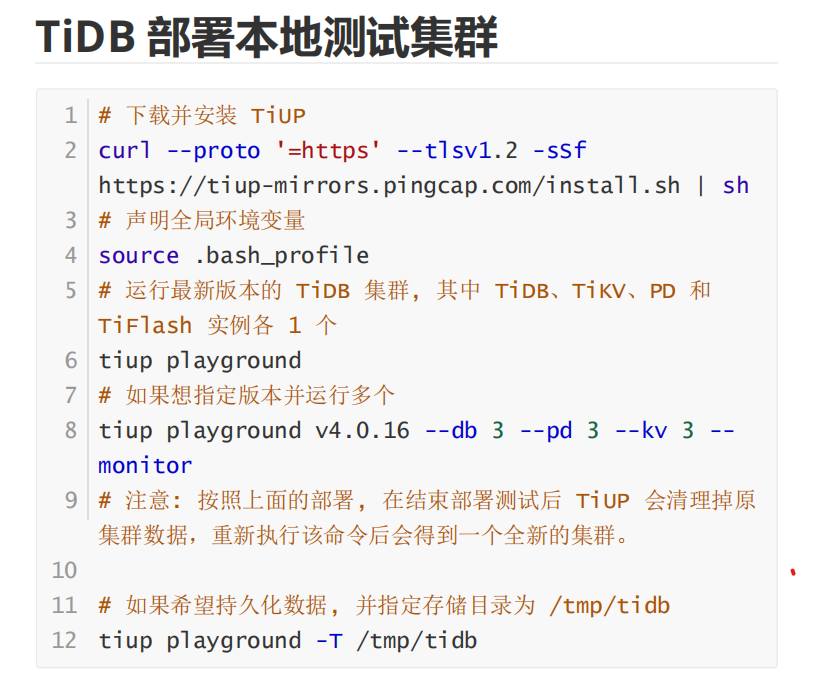 TiDB 部署本地测试集群
1 # 下载并安装 TiUP
2 curl --proto '=https' --tlsv1.2 -sSf
https://tiup-mirrors.pingcap.com/install.sh | sh
3 # 声明全局环境变量
4 source .bash_profile
5 # 运行最新版本的 TiDB 集群, 其中 TiDB、TiKV、PD 和
TiFlash 实例各 1 个
6 tiup playground
7 # 如果想指定版本并运行多个
8 tiup playground v4.0.16 --db 3 --pd 3 --kv 3 --
monitor
9 # 注意: 按照上面的部署, 在结束部署测试后 TiUP 会清理掉原
集群数据，重新执行该命令后会得到一个全新的集群。
10
11 # 如果希望持久化数据, 并指定存储目录为 /tmp/tidb
12 tiup playground -T /tmp/tidb